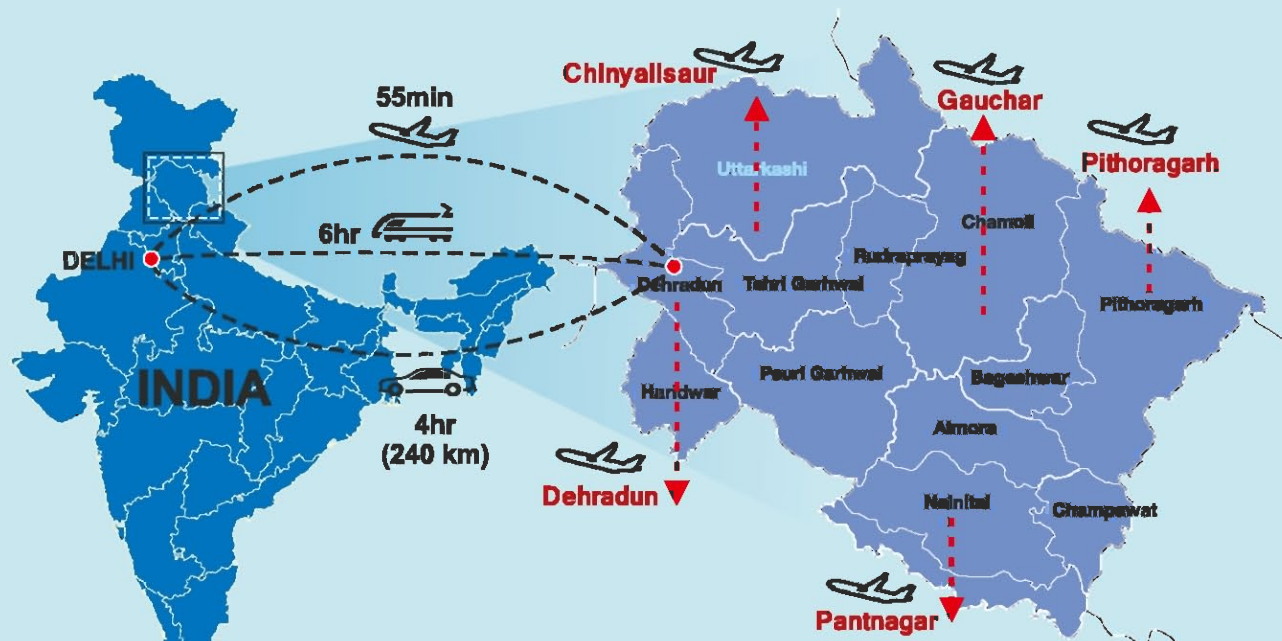 55min
6hr
DELHI
INDIA
4hr
(240 km)
Chinyalisaur
Gauchar
Pithoragarh
Uttarkashi
Chamoli
Rudraprayag
Dehradun
Tehri Garhwal
Pithoragarh
Pauri Garhwal
Bageshwar
Haridwar
Almora
Dehradun
Nainital
Champawat
Pantnagar